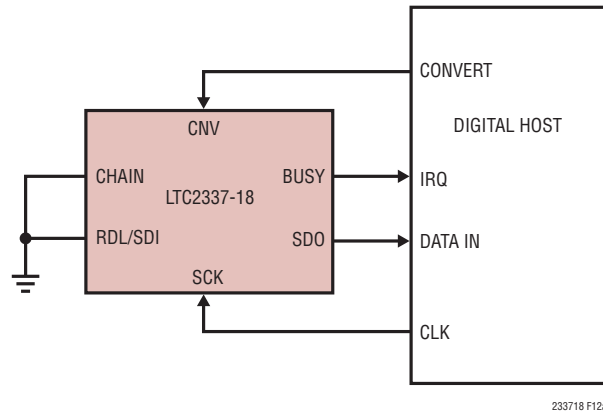 CONVERT
CNV
DIGITAL HOST
CHAIN
BUSY
IRQ
LTC2337-18
RDL/SDI
SDO
DATA IN
SCK
CLK